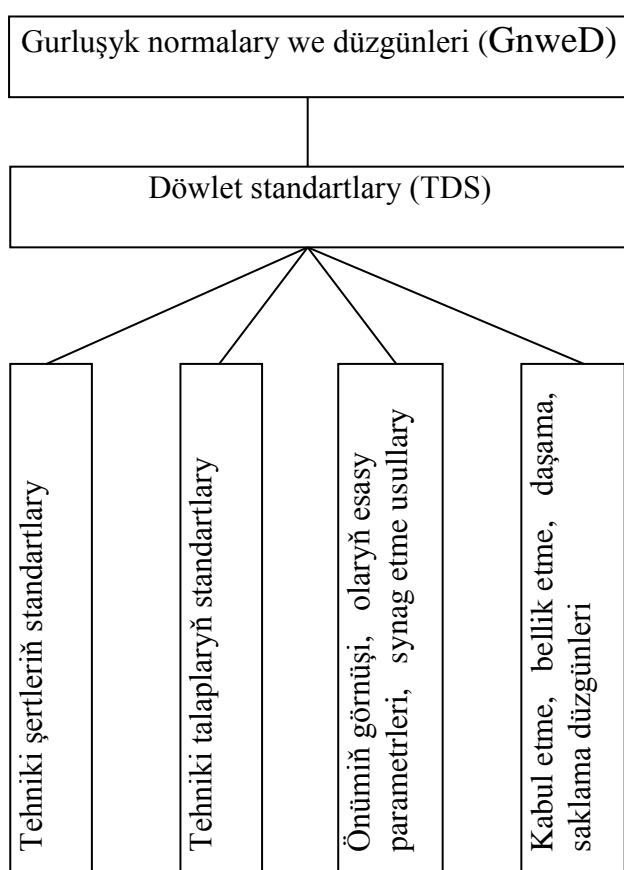 Gurluşyk normalary we düzgünleri (GnweD)
Döwlet standartlary (TDS)
Tehniki şertleriň standartlary
Tehniki talaplaryň standartlary
Önümiň görnüşi, olaryň esasy
parametrleri, synag etme usullary
Kabul etme, bellik etme, daşama,
saklama düzgünleri